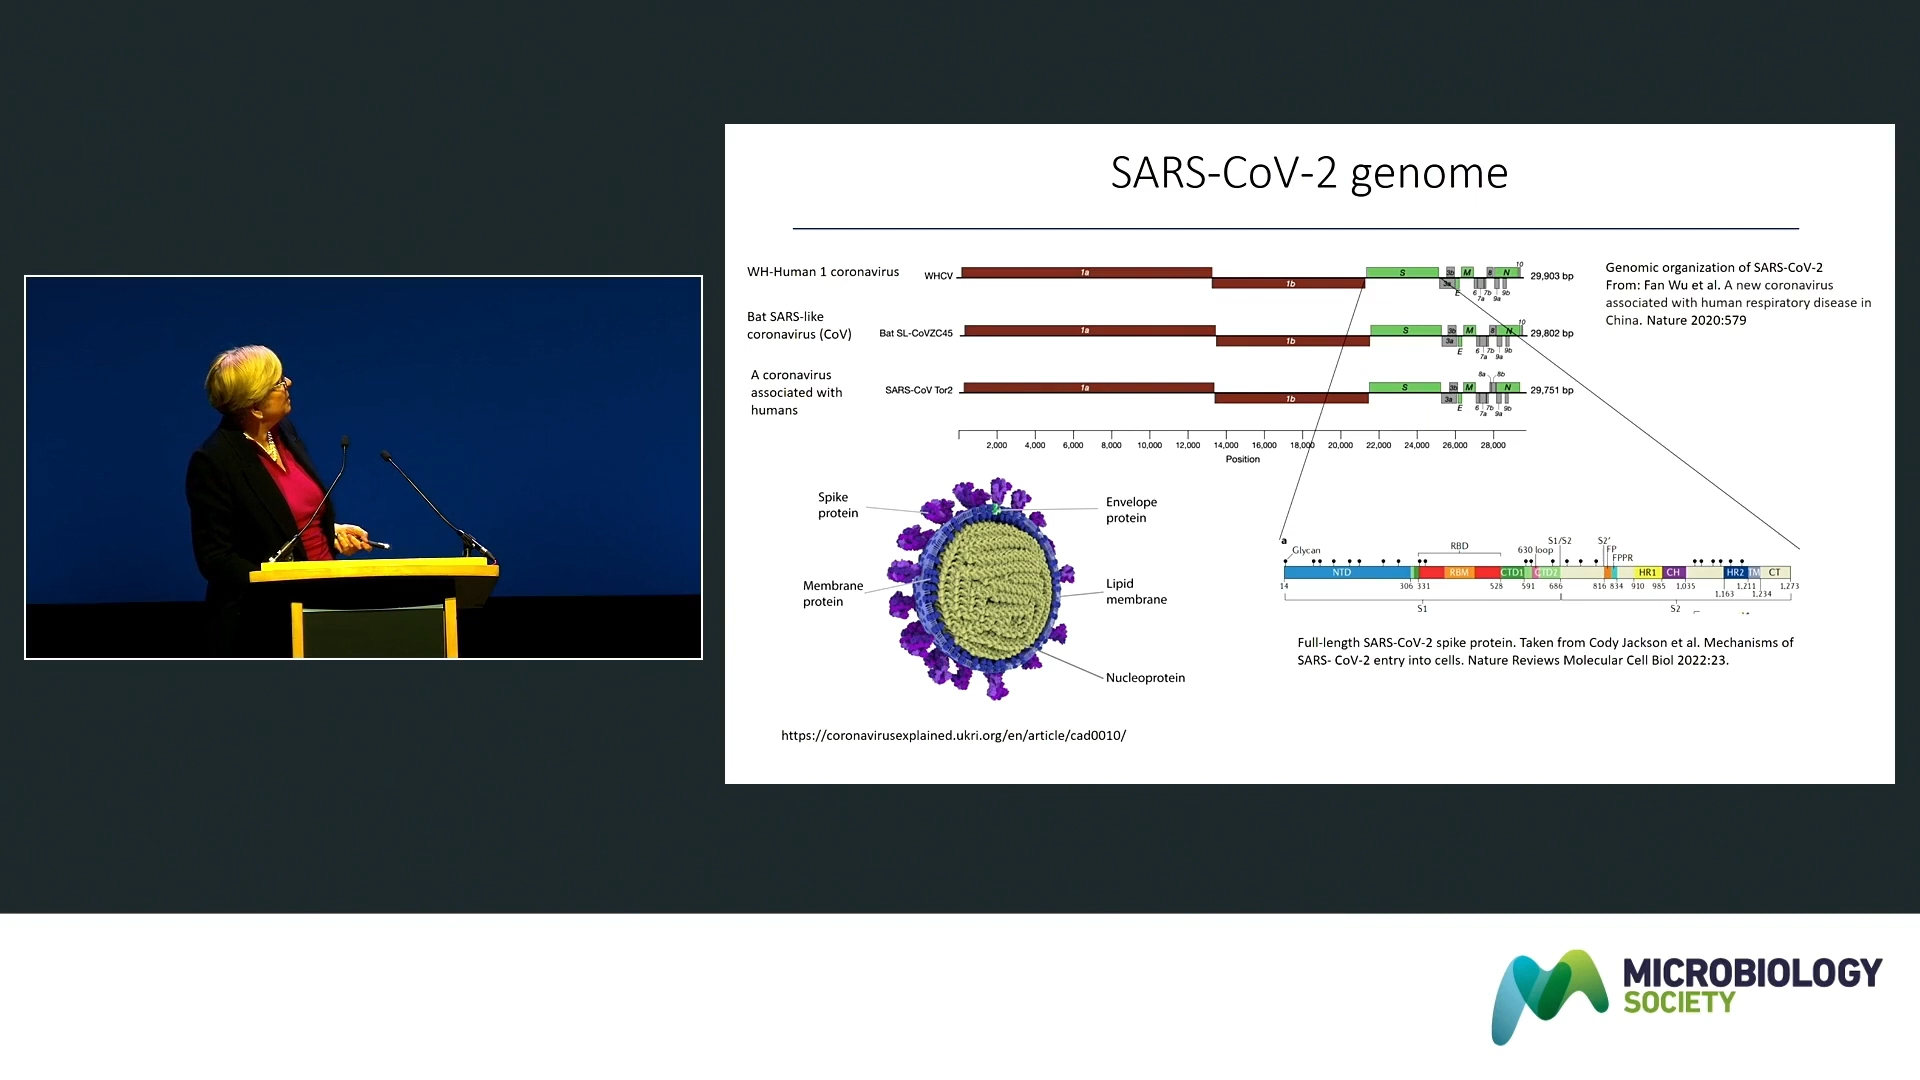 SARS-CoV-2 genome
WH-Human 1 coronavirus
WHCV
1a
1b
S
3a
3b
E
M
6
7a
7b
8
9a
N
9b
10
29,903 bp
Genomic organization of SARS-CoV-2
From: Fan Wu et al. A new coronavirus
associated with human respiratory disease in
China. Nature 2020:579
Bat SARS-like
coronavirus (CoV)
Bat SL-CoVZC45
1a
1b
S
3a
3b
E
M
6
7a
7b
8
9a
N
9b
10
29,802 bp
A coronavirus
associated with
humans
SARS-CoV Tor2
1a
1b
S
3a
3b
E
M
6
7a
7b
8a
8b
9a
N
9b
29,751 bp
2,000 4,000 6,000 8,000 10,000 12,000 14,000 16,000 18,000 20,000 22,000 24,000 26,000 28,000
Position
Spike
protein
Envelope
protein
Membrane
protein
Lipid
membrane
Nucleoprotein
https://coronavirusexplained.ukri.org/en/article/cad0010/
a
Glycan
RBD
630 loop
S1/S2
S2′
FP
FPPR
NTD
RBM
CTD1
CTD2
HR1
CH
HR2
TM
CT
14 306 331 528 591 686 816 834 910 985 1,035 1,163 1,211 1,234 1,273
S1
S2
Full-length SARS-CoV-2 spike protein. Taken from Cody Jackson et al. Mechanisms of
SARS- CoV-2 entry into cells. Nature Reviews Molecular Cell Biol 2022:23.
MICROBIOLOGY
SOCIETY